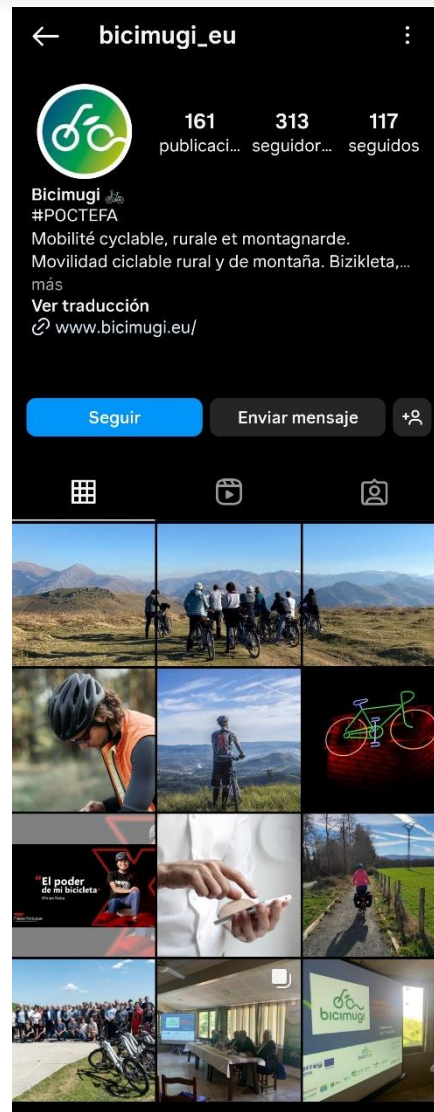 bicimugi_eu
161 313 117
publicaci... seguidor... seguidos
Bicimugi
#POCTEFA
Mobilité cyclable, rurale et montagnarde.
Movilidad ciclable rural y de montaña. Bizikleta,...
más
Ver traducción
www.bicimugi.eu/
Seguir Enviar mensaje
"El poder
de mi bicicleta
bicimugi